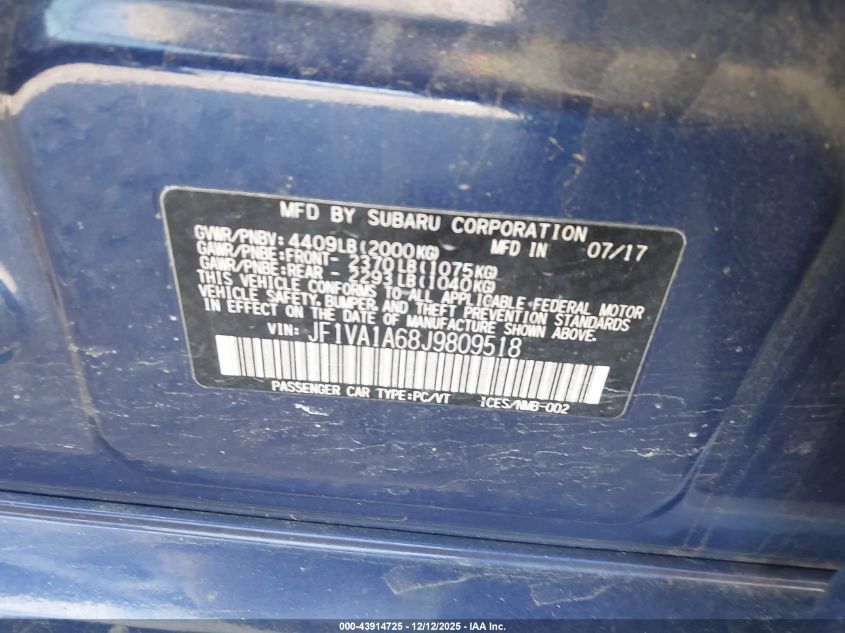 MFD BY SUBARU CORPORATION
GVWR/PNBV: 4409LB(2000KG) MFD IN 07/17
GAWR/PNBE:FRONT- 2370LB(1075KG)
GAWR/PNBE:REAR - 2293LB(1040KG)
THIS VEHICLE CONFORMS TO ALL APPLICABLE FEDERAL MOTOR
VEHICLE SAFETY, BUMPER, AND THEFT PREVENTION STANDARDS
IN EFFECT ON THE DATE OF MANUFACTURE SHOWN ABOVE.
VIN: JF1VA1A68J9809518
PASSENGER CAR TYPE:PC/VT ICES/NMB-002
000-43914725 - 12/12/2025 - IAA Inc.